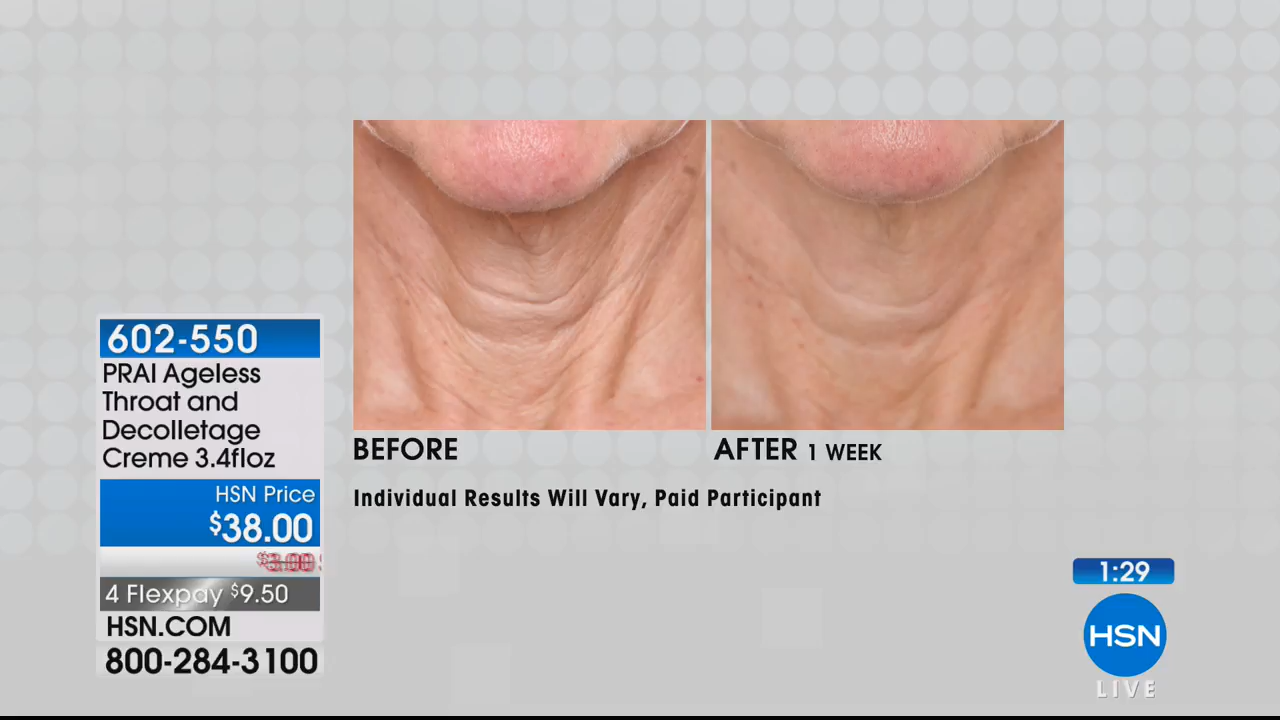 BEFORE
AFTER 1 WEEK
Individual Results Will Vary, Paid Participant
602-550
PRAI Ageless
Throat and
Decolletage
Creme 3.4floz
HSN Price
$38.00
4 Flexpay $9.50
HSN.COM
800-284-3100
1:29
HSN
LIVE